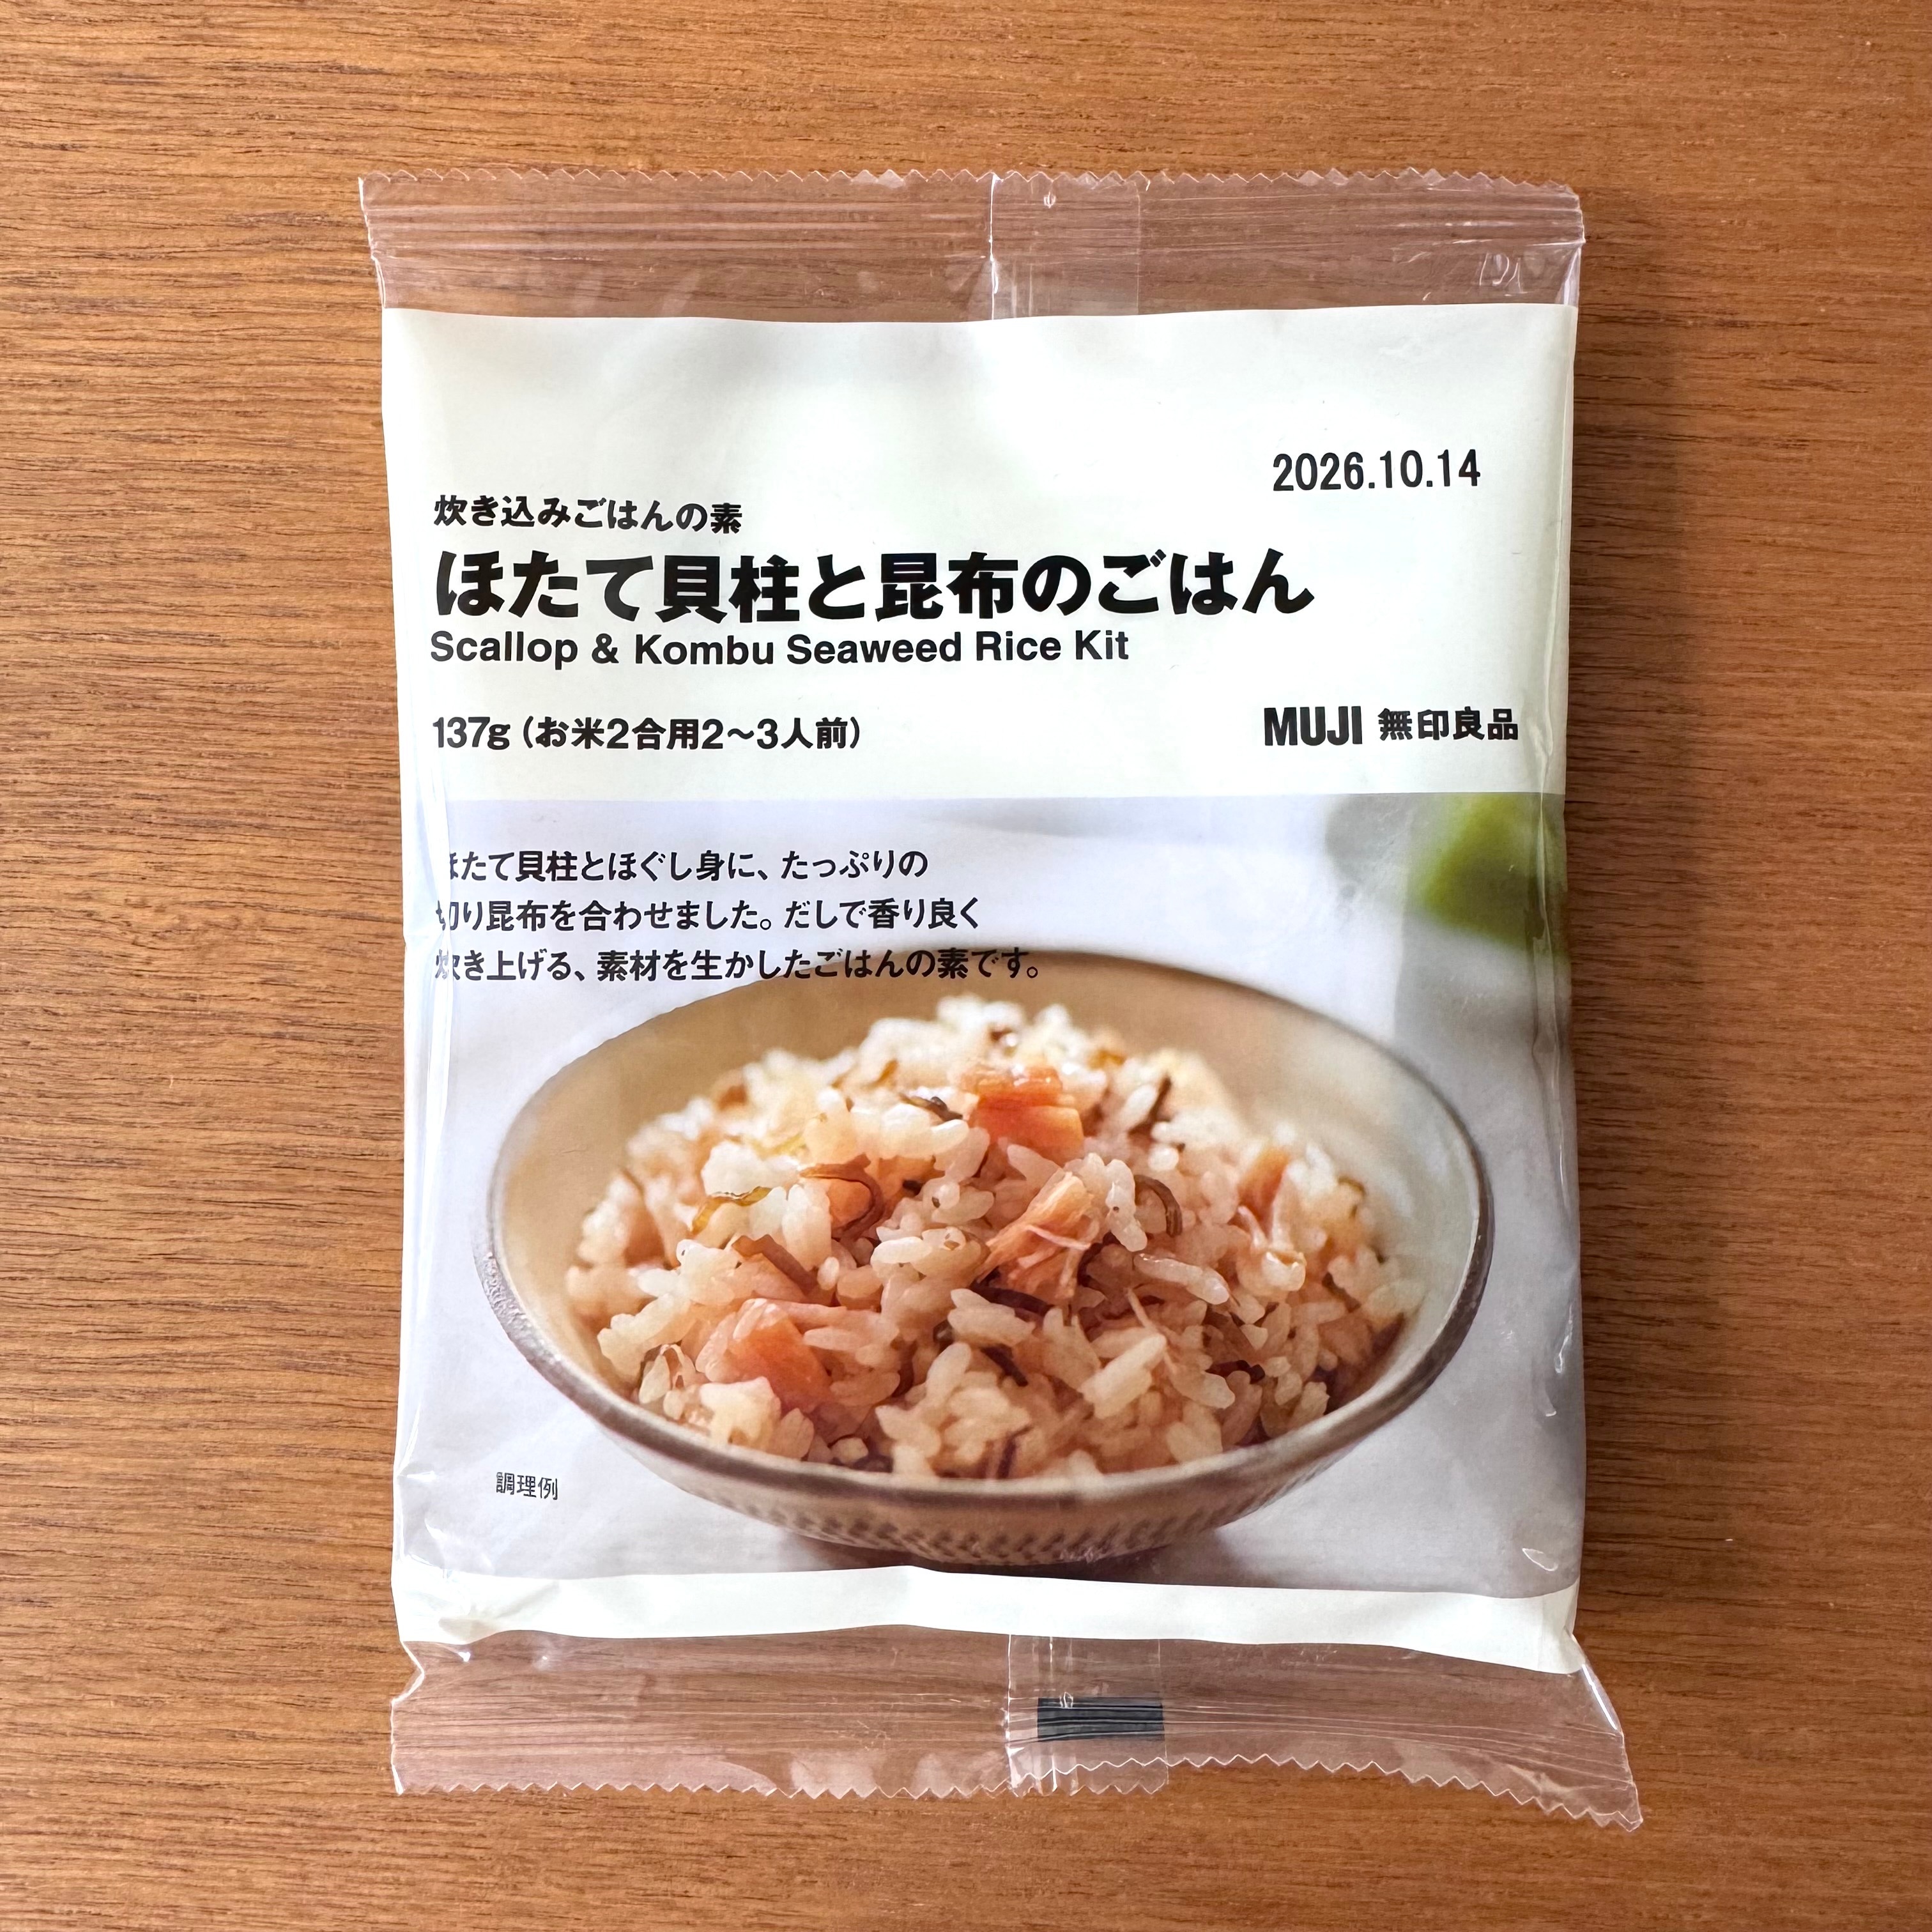 2026.10.14
炊き込みごはんの素
ほたて貝柱と昆布のごはん
Scallop & Kombu Seaweed Rice Kit
137g（お米2合用2〜3人前）
MUJI 無印良品
ほたて貝柱とほぐし身に、たっぷりの
切り昆布を合わせました。だしで香り良く
炊き上げる、素材を生かしたごはんの素です。
調理例